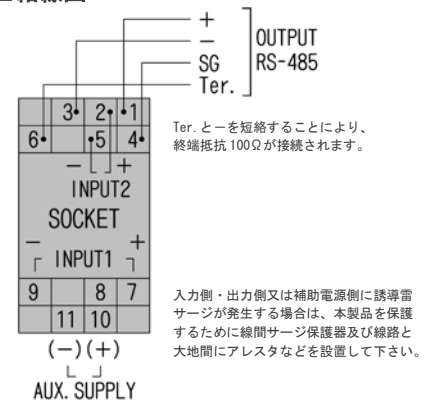 +
− OUTPUT
SG RS-485
Ter.
3 2 1
6 5 4
Ter.と−を短絡することにより、
終端抵抗100Ωが接続されます。
− +
INPUT2
SOCKET
− +
INPUT1
9 8 7
11 10
(−)(+)
AUX. SUPPLY
入力側・出力側又は補助電源側に誘導雷
サージが発生する場合は、本製品を保護
するために線間サージ保護器及び線路と
大地間にアレスタなどを設置して下さい。